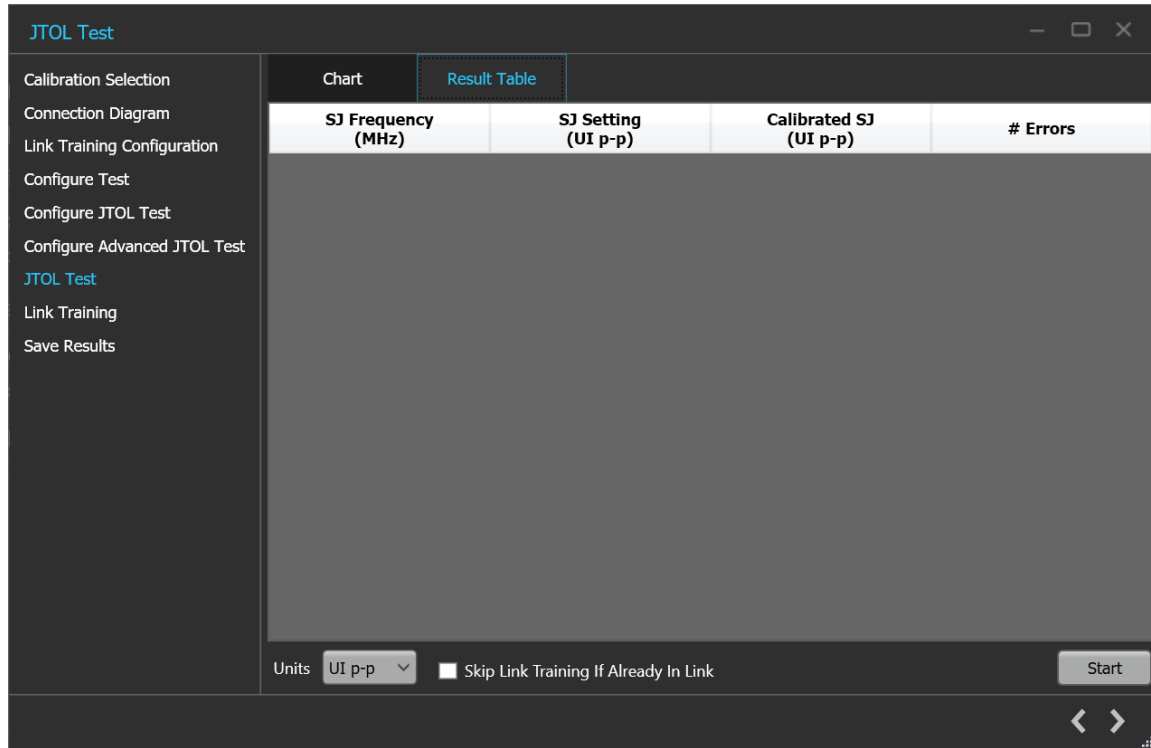 JTOL Test
Calibration Selection
Connection Diagram
Link Training Configuration
Configure Test
Configure JTOL Test
Configure Advanced JTOL Test
JTOL Test
Link Training
Save Results
Chart
Result Table
SJ Frequency
(MHz)
SJ Setting
(UI p-p)
Calibrated SJ
(UI p-p)
# Errors
Units
UI p-p
Skip Link Training If Already In Link
Start